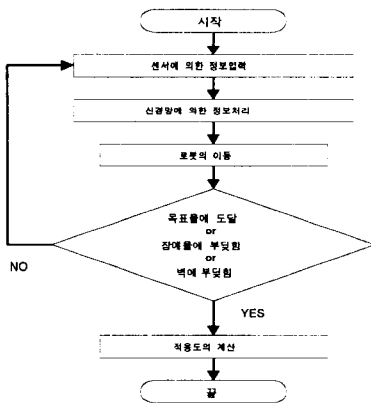 시작
센서에 의한 정보입력
신경망에 의한 정보처리
로봇의 이동
목표물에 도달
or
장애물에 부딪힘
or
벽에 부딪힘
NO
YES
적응도의 계산
끝